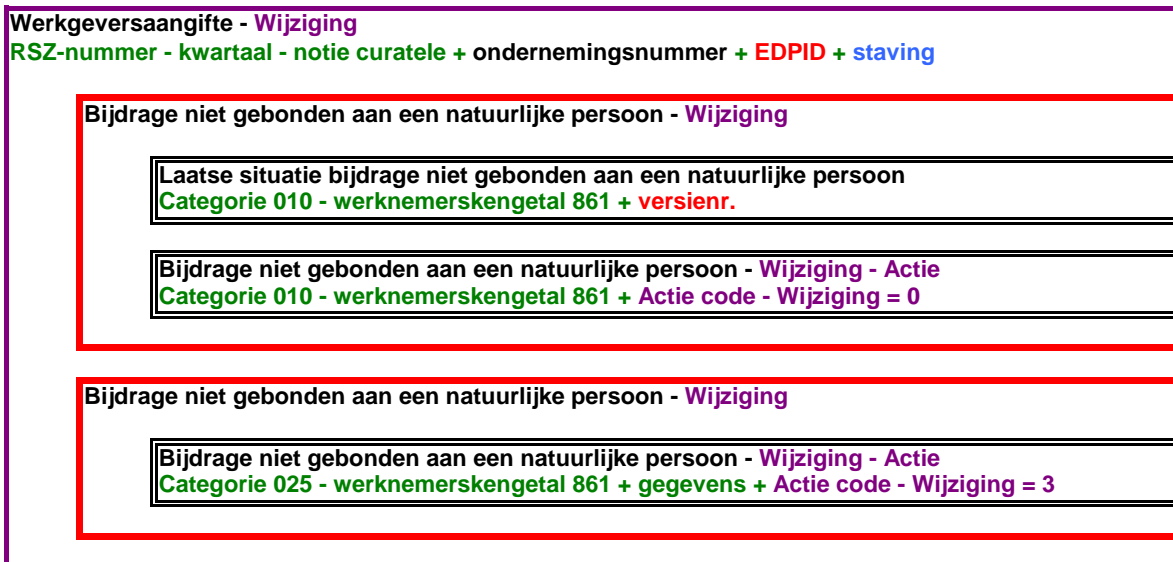 Werkgeversaangifte - Wijziging
RSZ-nummer - kwartaal - notie curatele + ondernemingsnummer + EDPID + staving
Bijdrage niet gebonden aan een natuurlijke persoon - Wijziging
Laatse situatie bijdrage niet gebonden aan een natuurlijke persoon
Categorie 010 - werknemerskengetal 861 + versienr.
Bijdrage niet gebonden aan een natuurlijke persoon - Wijziging - Actie
Categorie 010 - werknemerskengetal 861 + Actie code - Wijziging = 0
Bijdrage niet gebonden aan een natuurlijke persoon - Wijziging
Bijdrage niet gebonden aan een natuurlijke persoon - Wijziging - Actie
Categorie 025 - werknemerskengetal 861 + gegevens + Actie code - Wijziging = 3